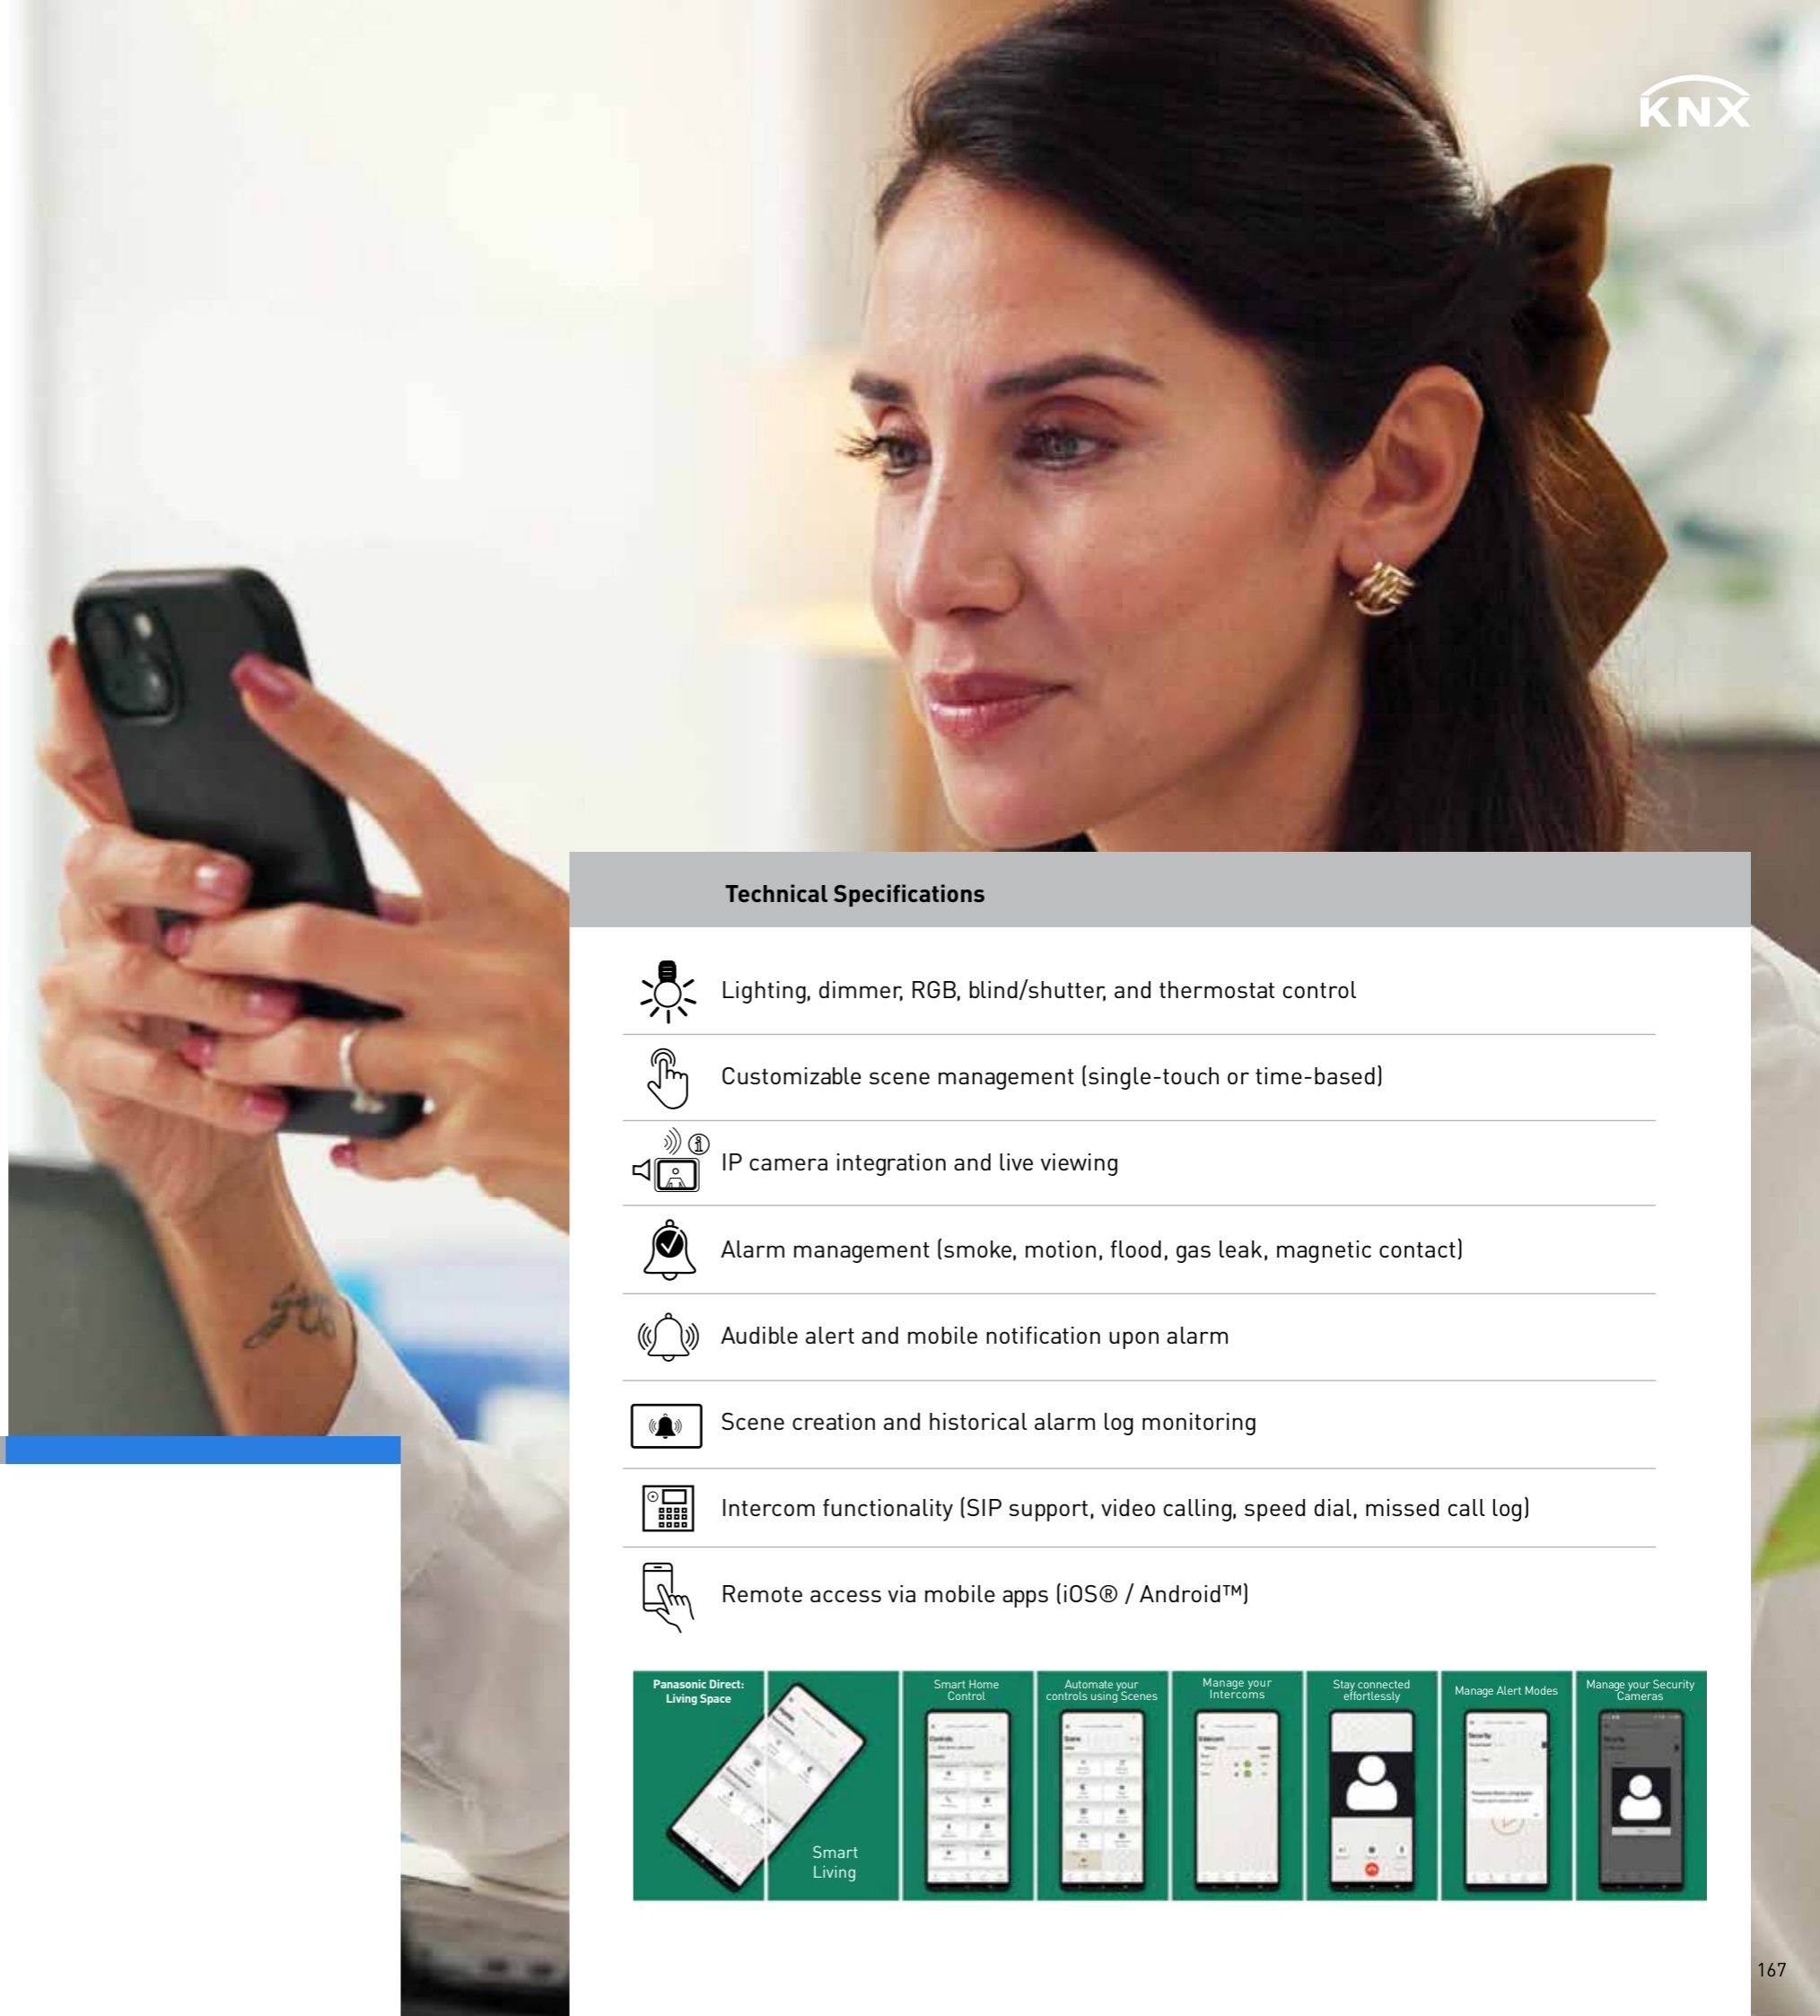 KNX
Technical Specifications
Lighting, dimmer, RGB, blind/shutter, and thermostat control
Customizable scene management (single-touch or time-based)
IP camera integration and live viewing
Alarm management (smoke, motion, flood, gas leak, magnetic contact)
Audible alert and mobile notification upon alarm
Scene creation and historical alarm log monitoring
Intercom functionality (SIP support, video calling, speed dial, missed call log)
Remote access via mobile apps (iOS® / Android™)
Panasonic Direct:
Living Space
Smart
Living
Smart Home
Control
Automate your
controls using Scenes
Manage your
Intercoms
Stay connected
effortlessly
Manage Alert Modes
Manage your Security
Cameras
Controls
Scene
Intercom
Security
167